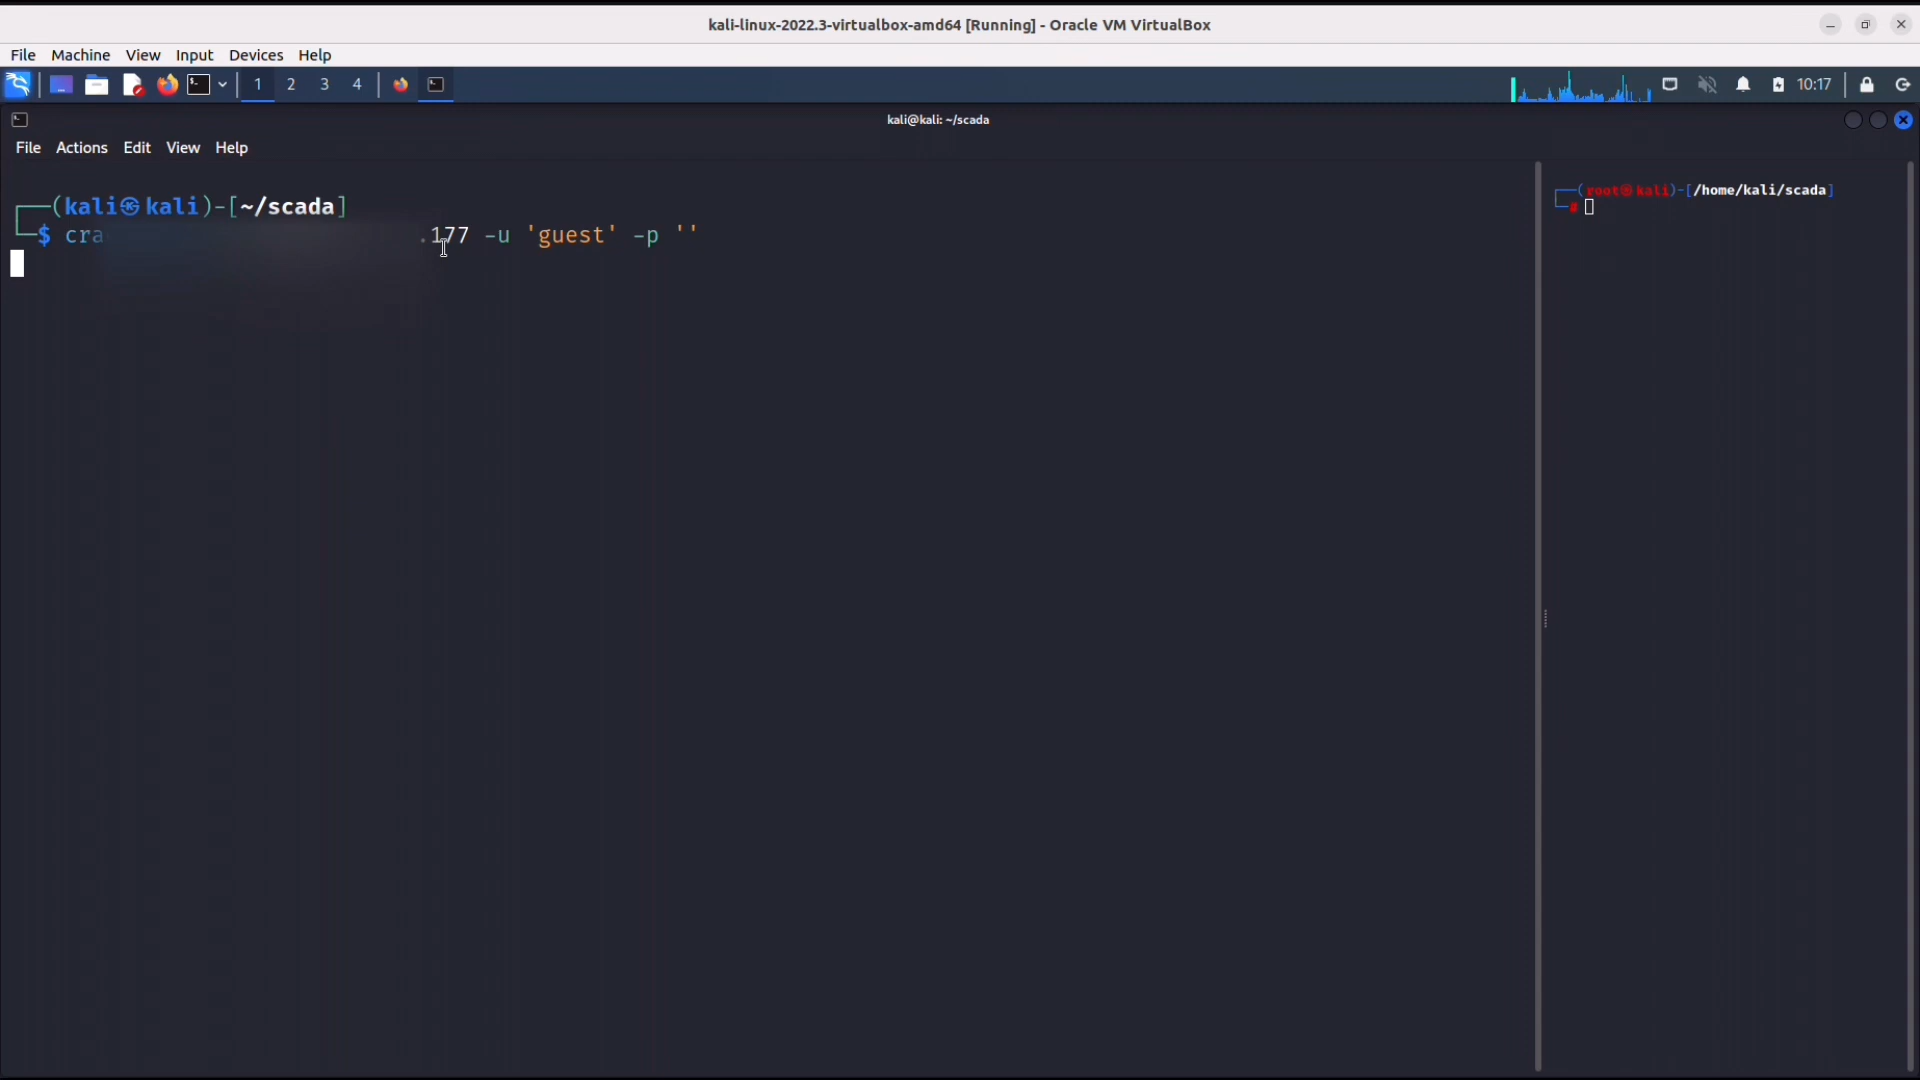 kali-linux-2022.3-virtualbox-amd64 [Running] - Oracle VM VirtualBox
File Machine View Input Devices Help
1 2 3 4 10:17
kali@kali: ~/scada
File Actions Edit View Help
(kali㉿kali)-[~/scada]
$ cra .177 -u 'guest' -p ''
(root㉿kali)-[/home/kali/scada]
#